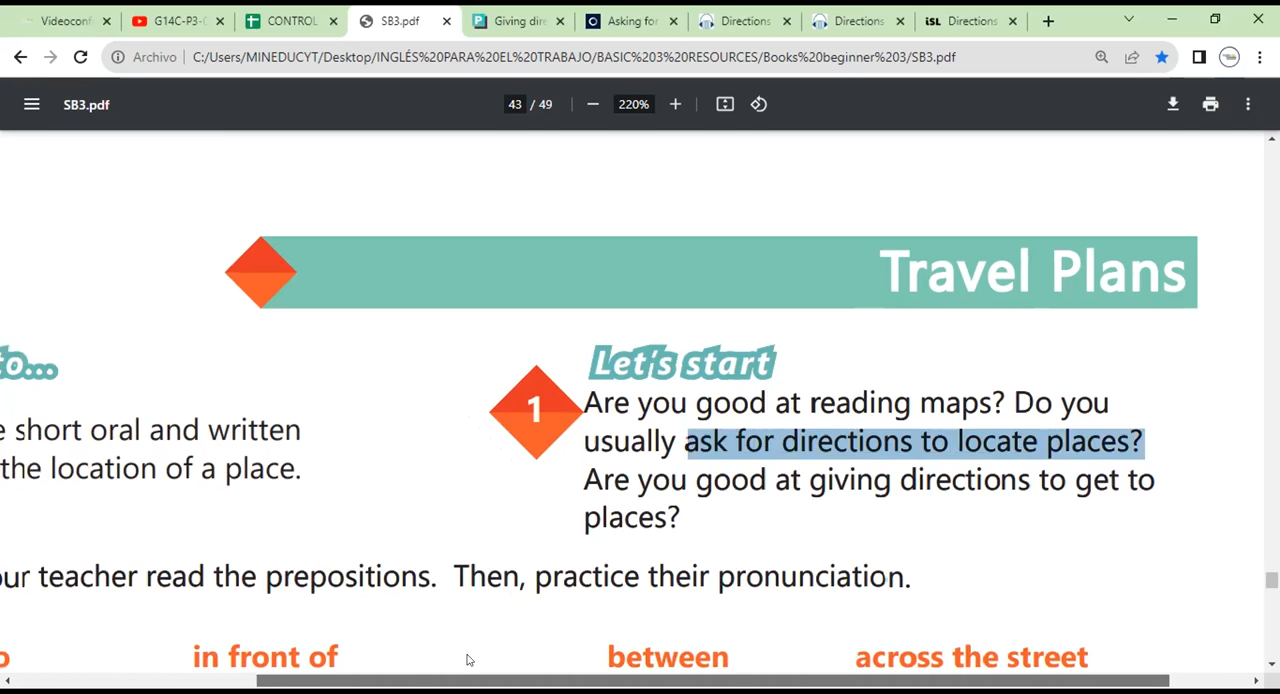 Videoconf
G14C-P3-
CONTROL
SB3.pdf
Giving dire
Asking for
Directions
Directions
iSL Directions
Archivo C:/Users/MINEDUCYT/Desktop/INGLÉS%20PARA%20EL%20TRABAJO/BASIC%203%20RESOURCES/Books%20beginner%203/SB3.pdf
SB3.pdf
43 / 49
220%
Travel Plans
to...
Let's start
1
Are you good at reading maps? Do you
usually ask for directions to locate places?
Are you good at giving directions to get to
places?
e short oral and written
the location of a place.
our teacher read the prepositions. Then, practice their pronunciation.
o
in front of
between
across the street